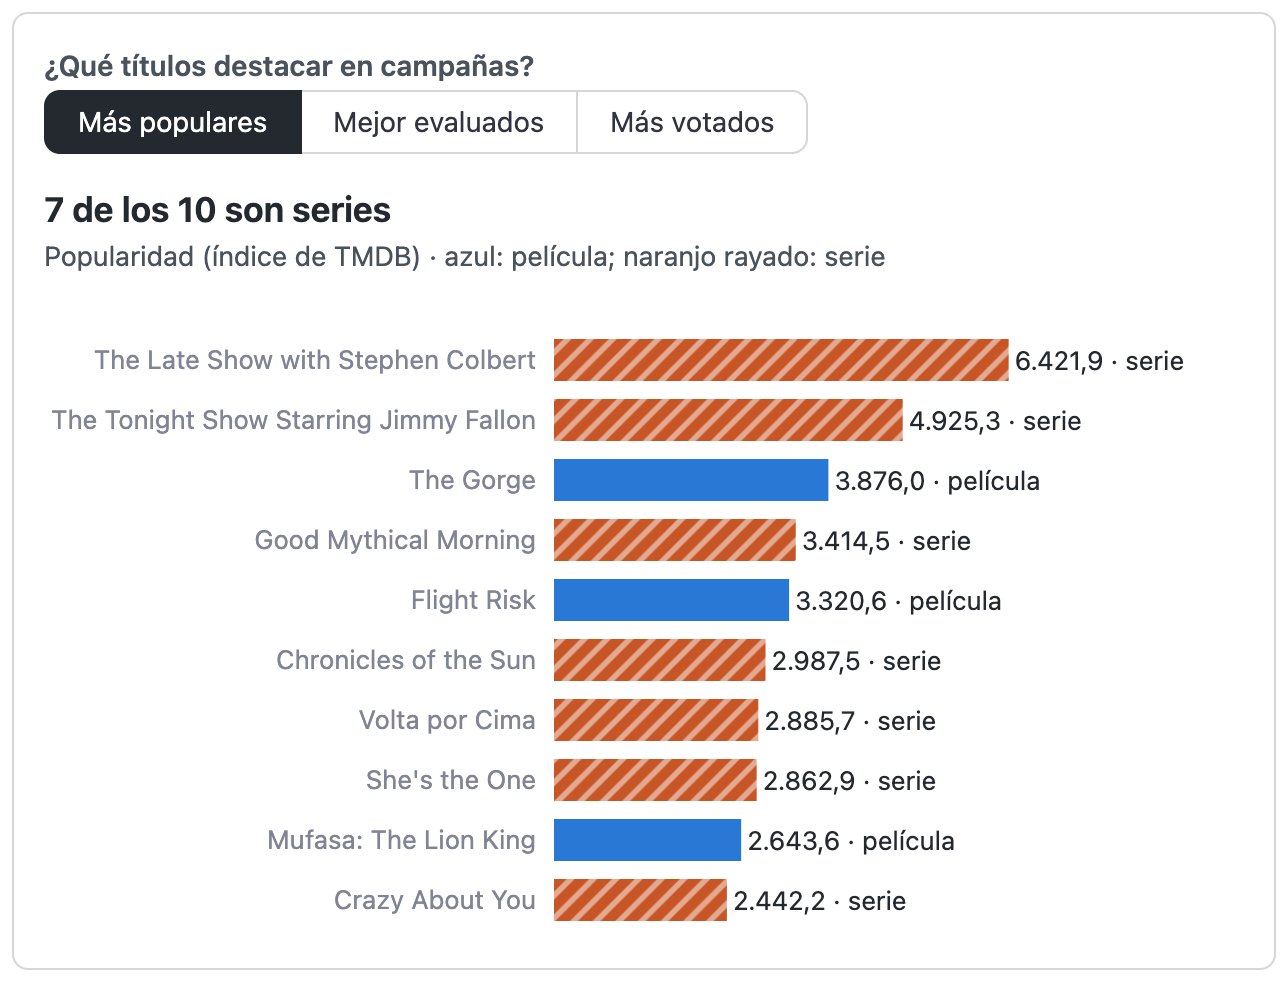 ¿Qué títulos destacar en campañas?
Más populares
Mejor evaluados
Más votados
7 de los 10 son series
Popularidad (índice de TMDB) · azul: película; naranjo rayado: serie
The Late Show with Stephen Colbert 6.421,9 · serie
The Tonight Show Starring Jimmy Fallon 4.925,3 · serie
The Gorge 3.876,0 · película
Good Mythical Morning 3.414,5 · serie
Flight Risk 3.320,6 · película
Chronicles of the Sun 2.987,5 · serie
Volta por Cima 2.885,7 · serie
She's the One 2.862,9 · serie
Mufasa: The Lion King 2.643,6 · película
Crazy About You 2.442,2 · serie